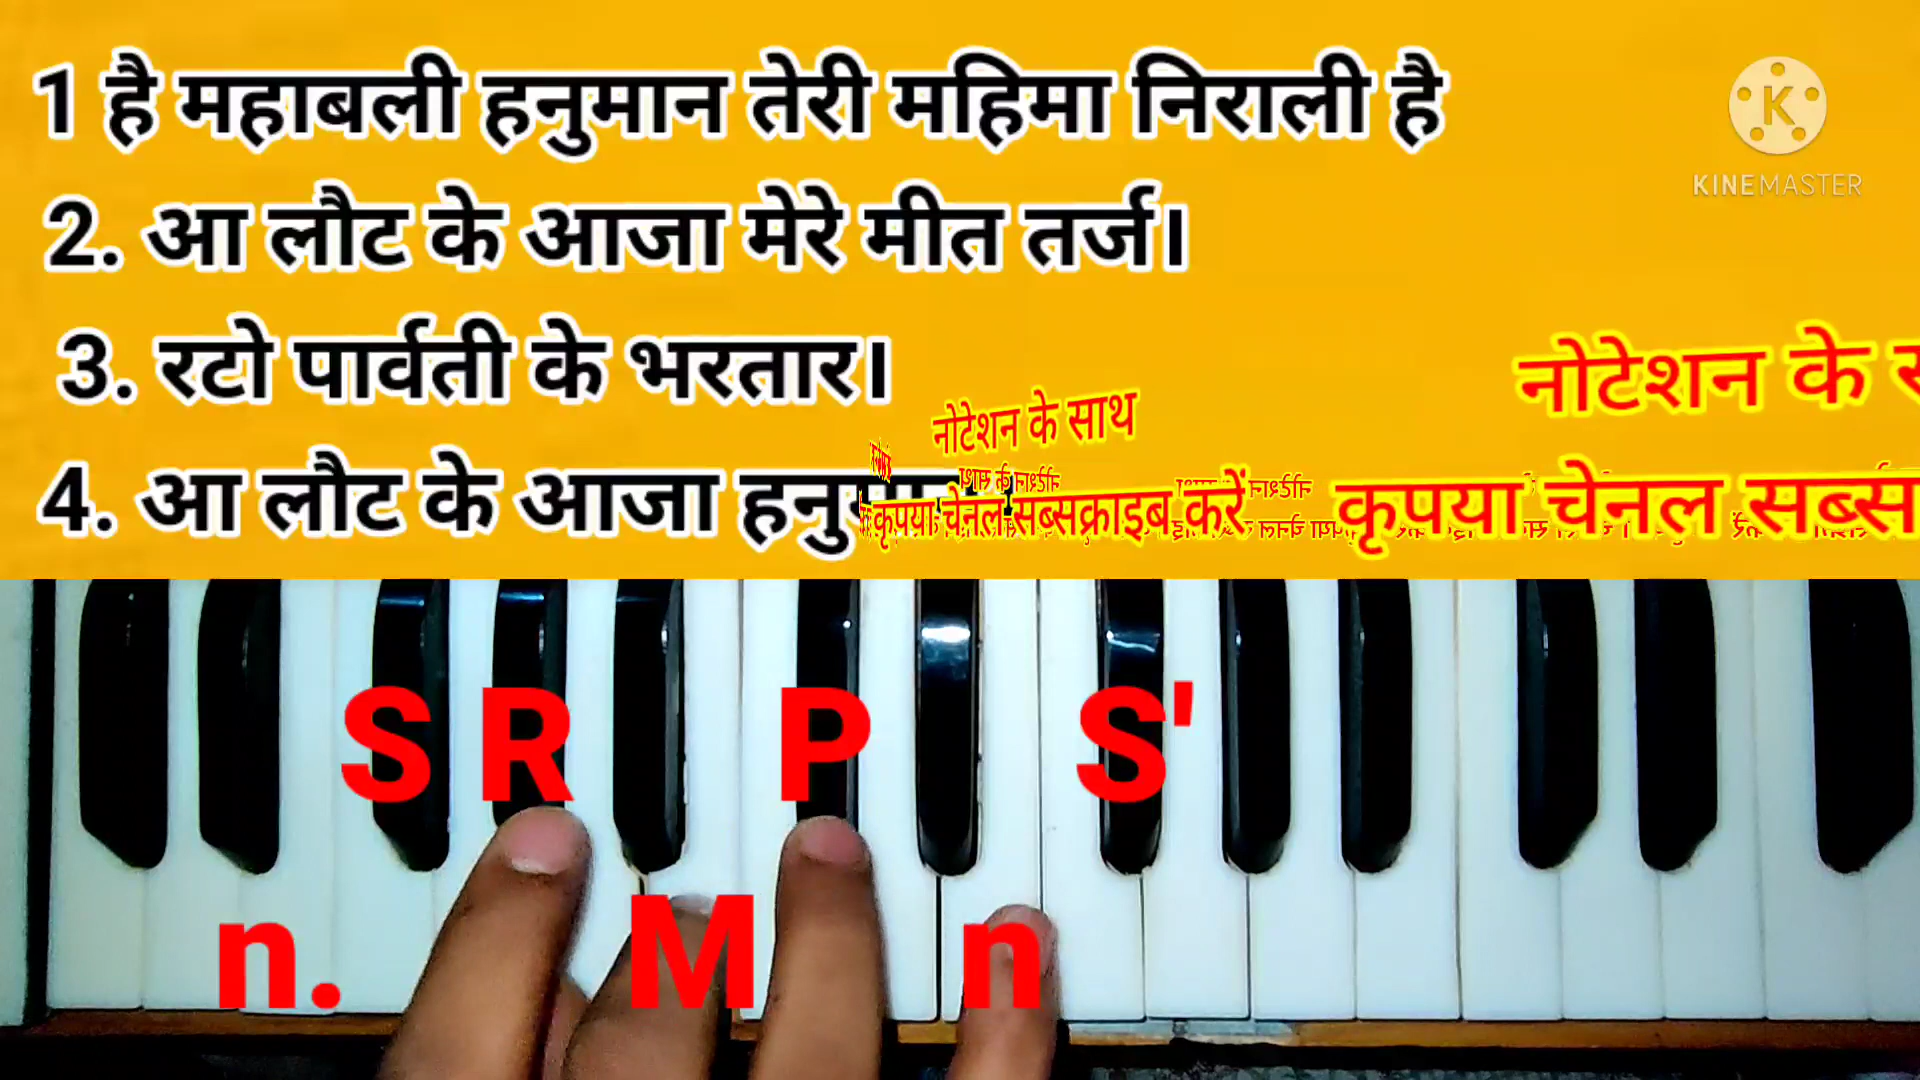 1 है महाबली हनुमान तेरी महिमा निराली है
K
KINEMASTER
2. आ लौट के आजा मेरे मीत तर्ज।
3. रटो पार्वती के भरतार।
नोटेशन के
नोटेशन के साथ
4. आ लौट के आजा
कृपया चेनल सब्सक्राइब करें
कृपया चेनल
S R P S'
n. M n